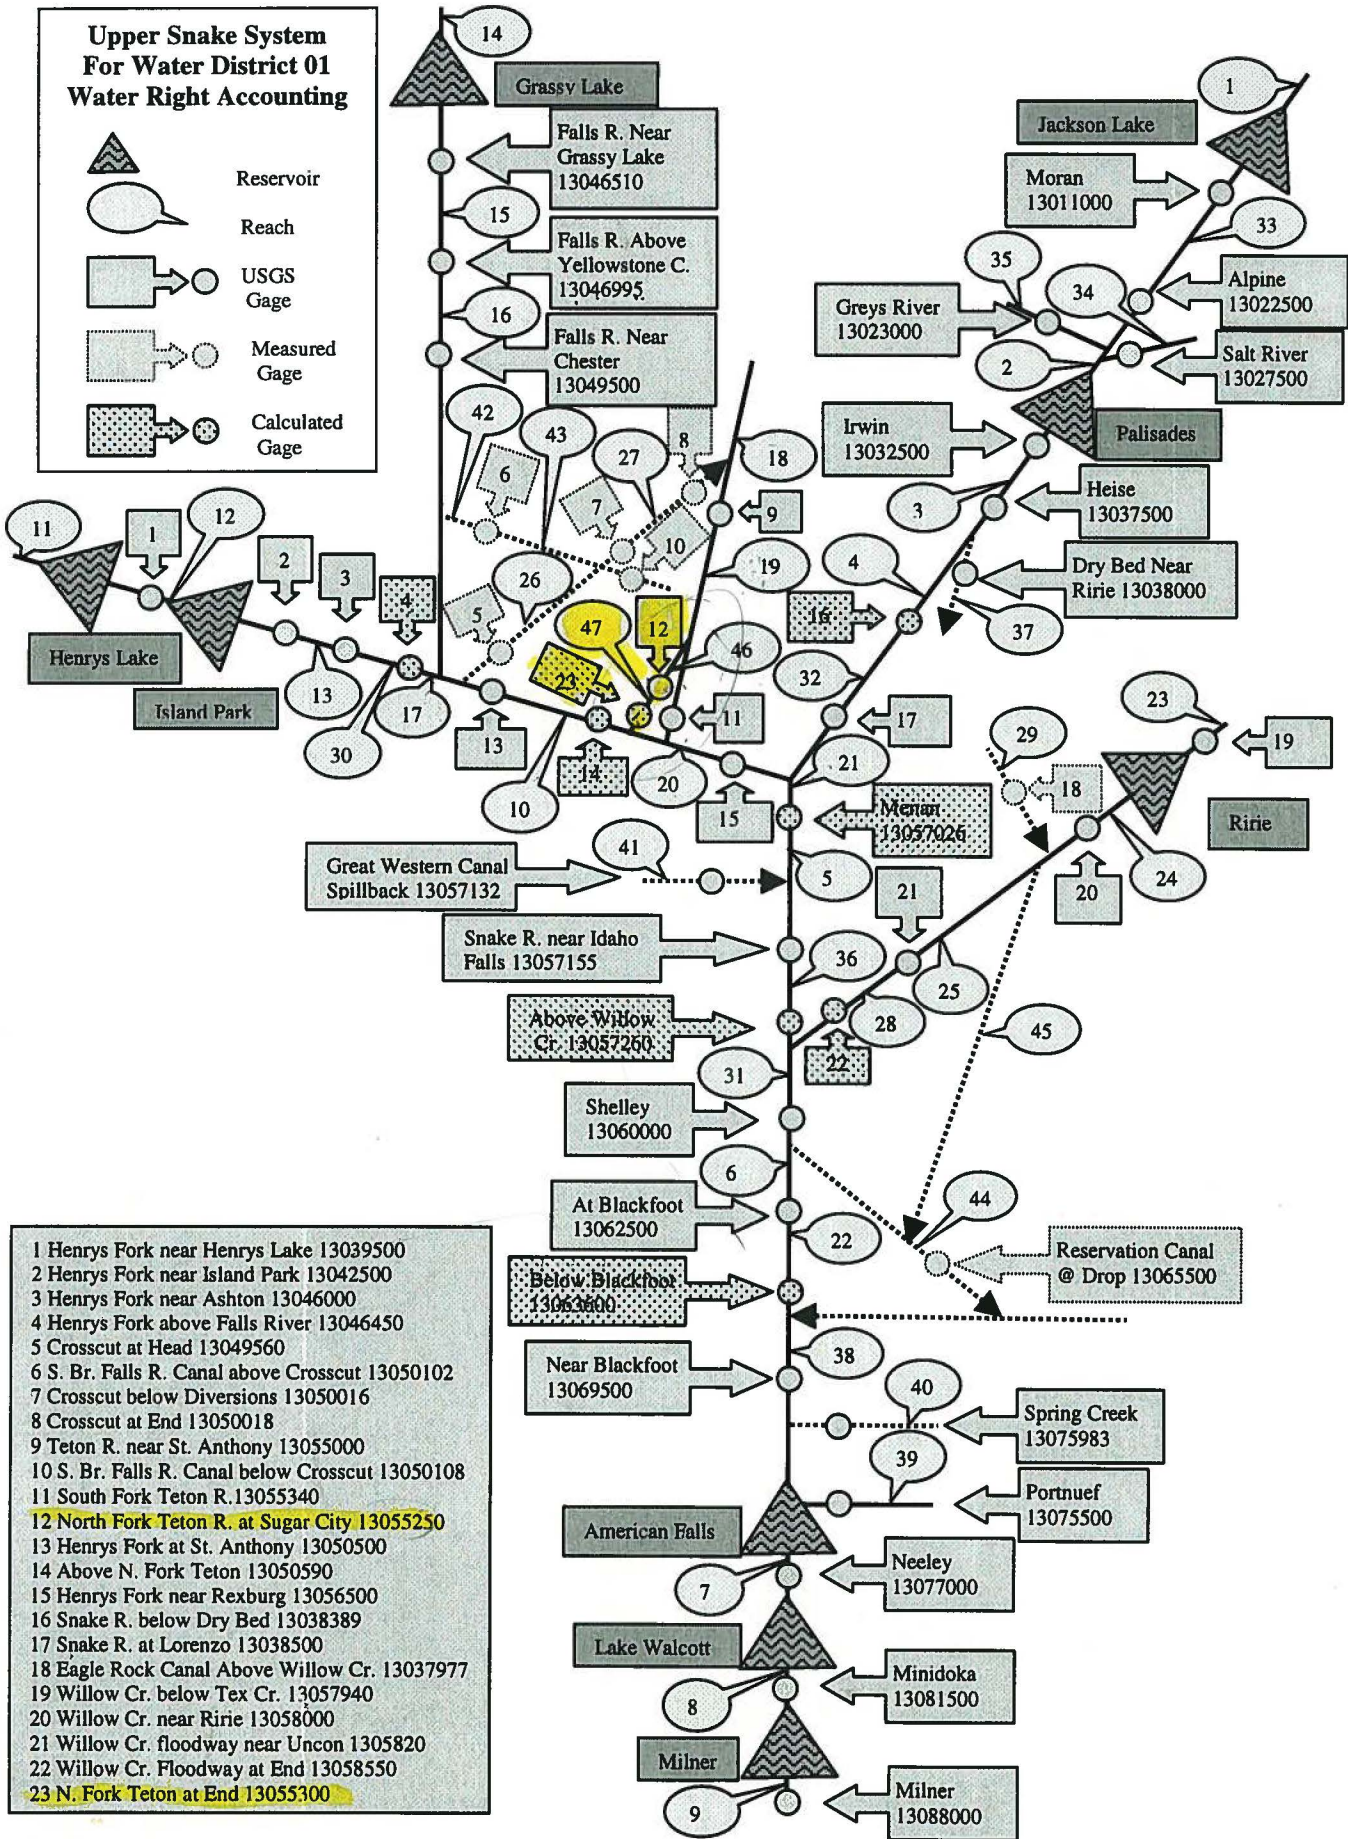 Upper Snake System
For Water District 01
Water Right Accounting
Reservoir
Reach
USGS
Gage
Measured
Gage
Calculated
Gage
14
Grassy Lake
Falls R. Near
Grassy Lake
13046510
15
Falls R. Above
Yellowstone C.
13046995
16
Falls R. Near
Chester
13049500
1
Jackson Lake
Moran
13011000
33
35
34
Alpine
13022500
Greys River
13023000
2
Salt River
13027500
Irwin
13032500
Palisades
3
Heise
13037500
4
Dry Bed Near
Ririe 13038000
37
16
32
17
42
43
27
8
18
6
7
9
10
19
26
5
47
12
46
23
11
11
1
12
2
3
4
Henrys Lake
Island Park
13
30
17
13
10
14
20
15
21
Menan
13057026
29
18
23
19
Ririe
24
20
Great Western Canal
Spillback 13057132
41
5
21
Snake R. near Idaho
Falls 13057155
36
25
Above Willow
Cr. 13057260
28
22
45
31
Shelley
13060000
6
At Blackfoot
13062500
22
44
Reservation Canal
@ Drop 13065500
Below Blackfoot
13063600
Near Blackfoot
13069500
38
40
Spring Creek
13075983
39
Portnuef
13075500
American Falls
7
Neeley
13077000
Lake Walcott
8
Minidoka
13081500
Milner
9
Milner
13088000
1 Henrys Fork near Henrys Lake 13039500
2 Henrys Fork near Island Park 13042500
3 Henrys Fork near Ashton 13046000
4 Henrys Fork above Falls River 13046450
5 Crosscut at Head 13049560
6 S. Br. Falls R. Canal above Crosscut 13050102
7 Crosscut below Diversions 13050016
8 Crosscut at End 13050018
9 Teton R. near St. Anthony 13055000
10 S. Br. Falls R. Canal below Crosscut 13050108
11 South Fork Teton R.13055340
12 North Fork Teton R. at Sugar City 13055250
13 Henrys Fork at St. Anthony 13050500
14 Above N. Fork Teton 13050590
15 Henrys Fork near Rexburg 13056500
16 Snake R. below Dry Bed 13038389
17 Snake R. at Lorenzo 13038500
18 Eagle Rock Canal Above Willow Cr. 13037977
19 Willow Cr. below Tex Cr. 13057940
20 Willow Cr. near Ririe 13058000
21 Willow Cr. floodway near Uncon 1305820
22 Willow Cr. Floodway at End 13058550
23 N. Fork Teton at End 13055300